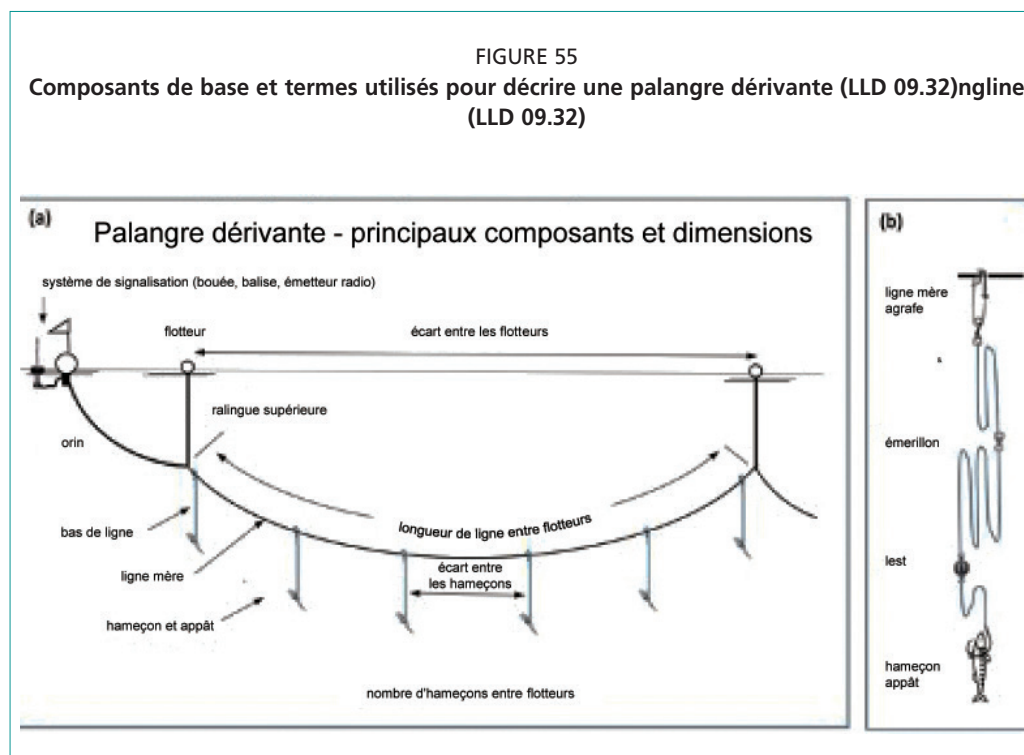 FIGURE 55
Composants de base et termes utilisés pour décrire une palangre dérivante (LLD 09.32)ngline
(LLD 09.32)
(a)
Palangre dérivante - principaux composants et dimensions
système de signalisation (bouée, balise, émetteur radio)
flotteur
écart entre les flotteurs
ralingue supérieure
orin
longueur de ligne entre flotteurs
bas de ligne
écart entre
les hameçons
ligne mère
hameçon et appât
nombre d'hameçons entre flotteurs
(b)
ligne mère
agrafe
émerillon
lest
hameçon
appât